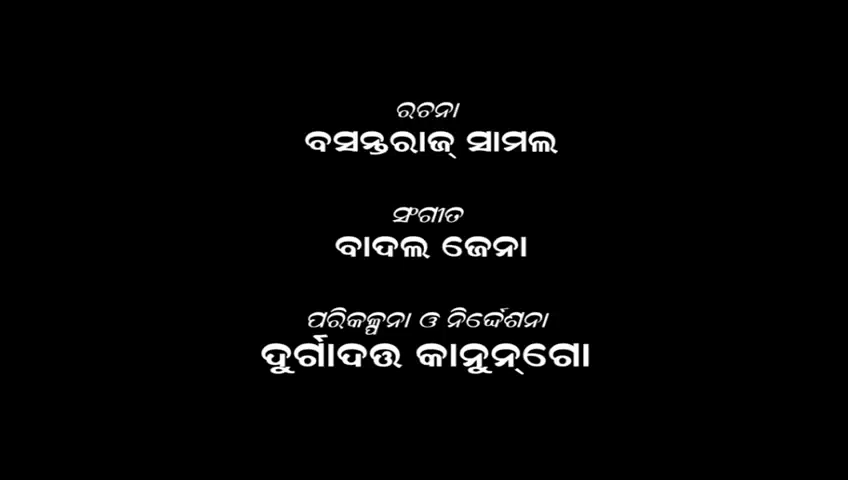 ରଚନା
ବସନ୍ତରାଜ୍ ସାମଲ
ସଂଗୀତ
ବାଦଲ ଜେନା
ପରିକଳ୍ପନା ଓ ନିର୍ଦ୍ଦେଶନା
ଦୁର୍ଗାଦତ୍ତ କାନୁନ୍‌ଗୋ